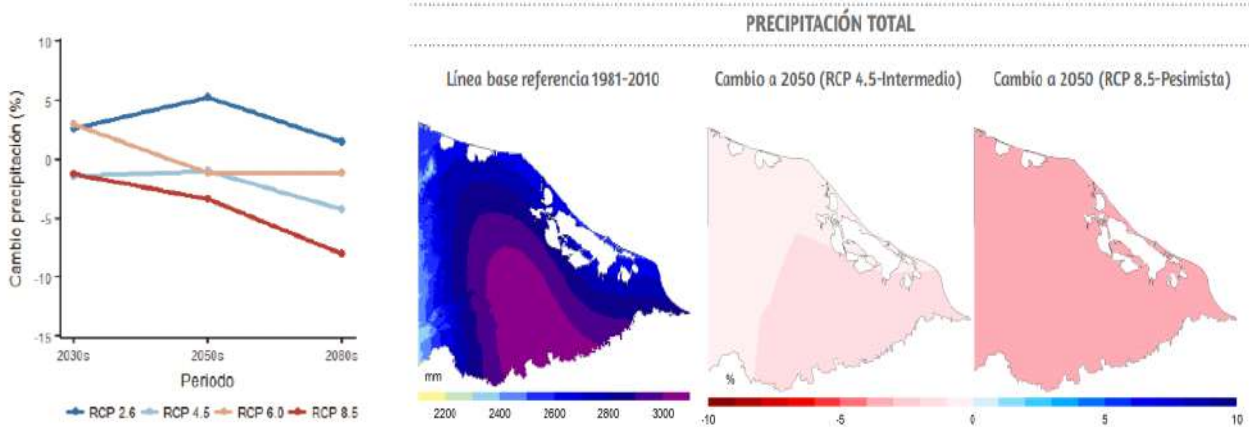 Cambio precipitación (%)
10
5
0
-5
-10
-15
2030s 2050s 2080s
Periodo
RCP 2.6 RCP 4.5 RCP 6.0 RCP 8.5
PRECIPITACIÓN TOTAL
Línea base referencia 1981-2010
Cambio a 2050 (RCP 4.5-Intermedio)
Cambio a 2050 (RCP 8.5-Pesimista)
mm
2200 2400 2600 2800 3000
%
-10 -5 0 5 10